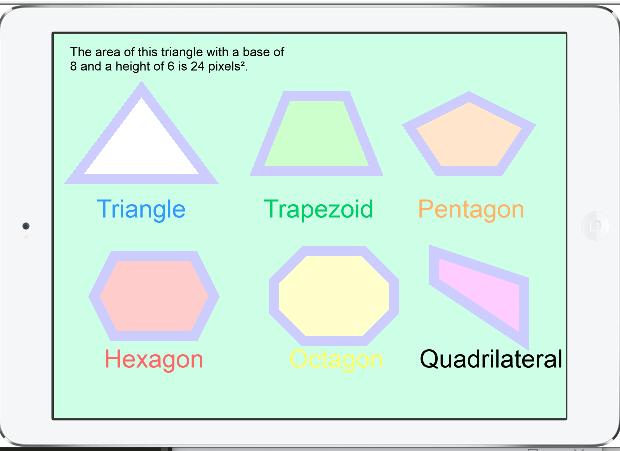 The area of this triangle with a base of
8 and a height of 6 is 24 pixels².
Triangle Trapezoid Pentagon
Hexagon Octagon Quadrilateral